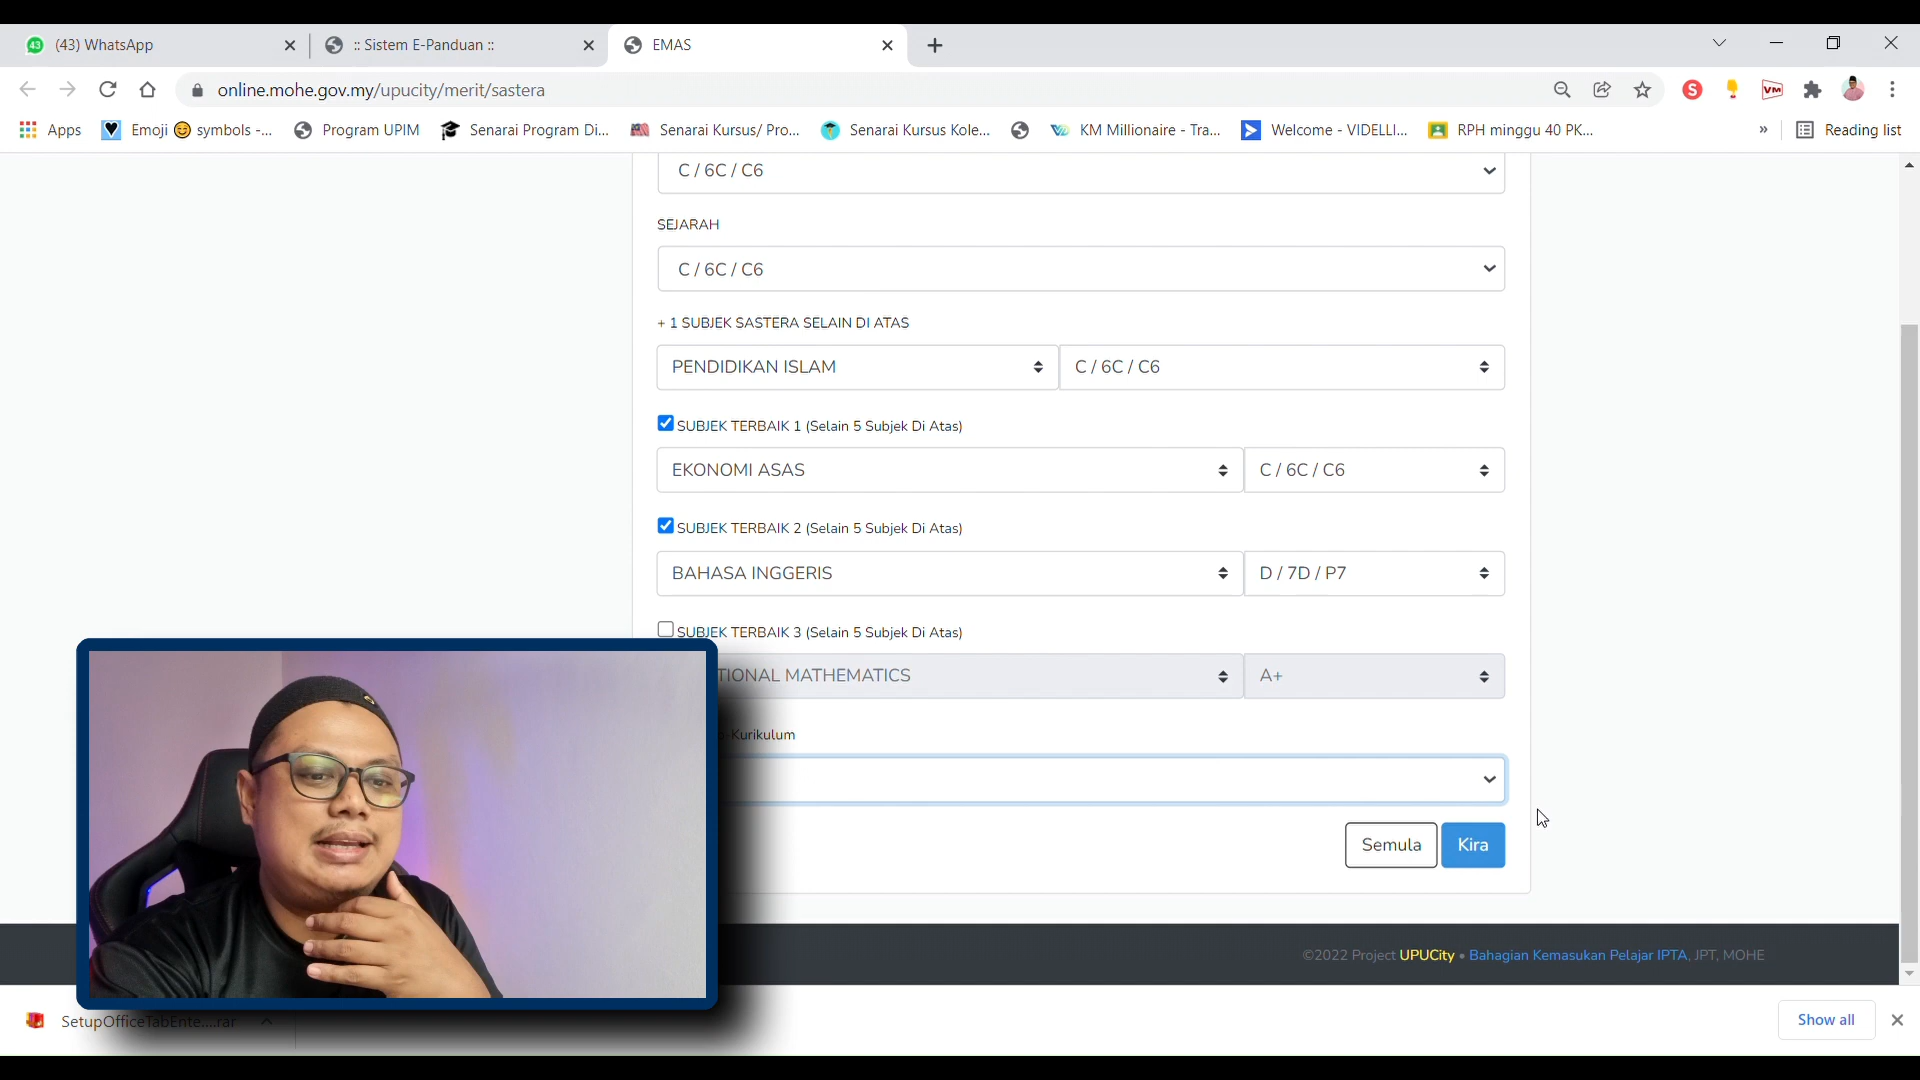 43 (43) WhatsApp
:: Sistem E-Panduan ::
EMAS
online.mohe.gov.my/upucity/merit/sastera
S
VM
Apps
Emoji 😊 symbols -...
Program UPIM
Senarai Program Di...
Senarai Kursus/ Pro...
Senarai Kursus Kole...
KM Millionaire - Tra...
Welcome - VIDELLI...
RPH minggu 40 PK...
»
Reading list
C / 6C / C6
SEJARAH
C / 6C / C6
+ 1 SUBJEK SASTERA SELAIN DI ATAS
PENDIDIKAN ISLAM
C / 6C / C6
SUBJEK TERBAIK 1 (Selain 5 Subjek Di Atas)
EKONOMI ASAS
C / 6C / C6
SUBJEK TERBAIK 2 (Selain 5 Subjek Di Atas)
BAHASA INGGERIS
D / 7D / P7
SUBJEK TERBAIK 3 (Selain 5 Subjek Di Atas)
TIONAL MATHEMATICS
A+
-Kurikulum
Semula
Kira
©2022 Project UPUCity • Bahagian Kemasukan Pelajar IPTA, JPT, MOHE
SetupOfficeTabEnte....rar
Show all